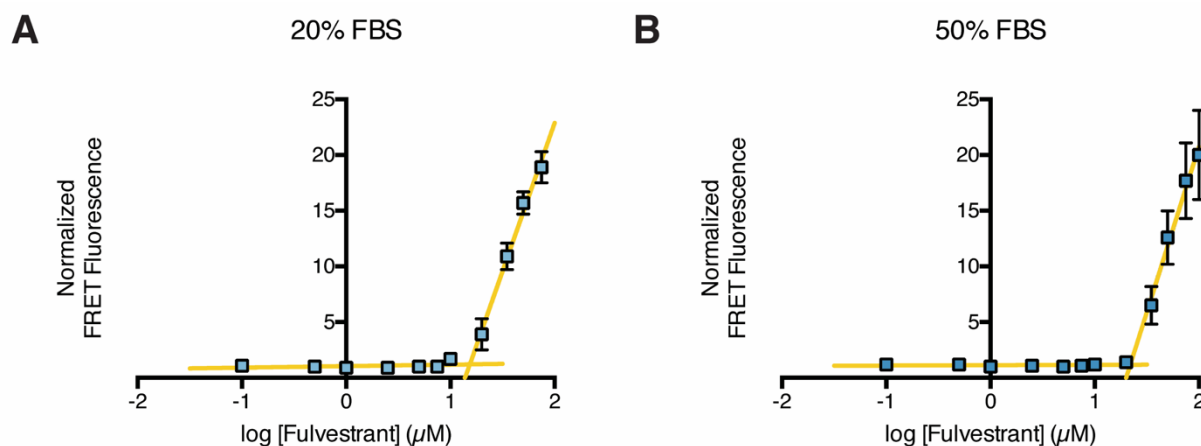 A
20% FBS
B
50% FBS
Normalized
FRET Fluorescence
25
20
15
10
5
-2
-1
0
1
2
log [Fulvestrant] (µM)
Normalized
FRET Fluorescence
25
20
15
10
5
-2
-1
0
1
2
log [Fulvestrant] (µM)